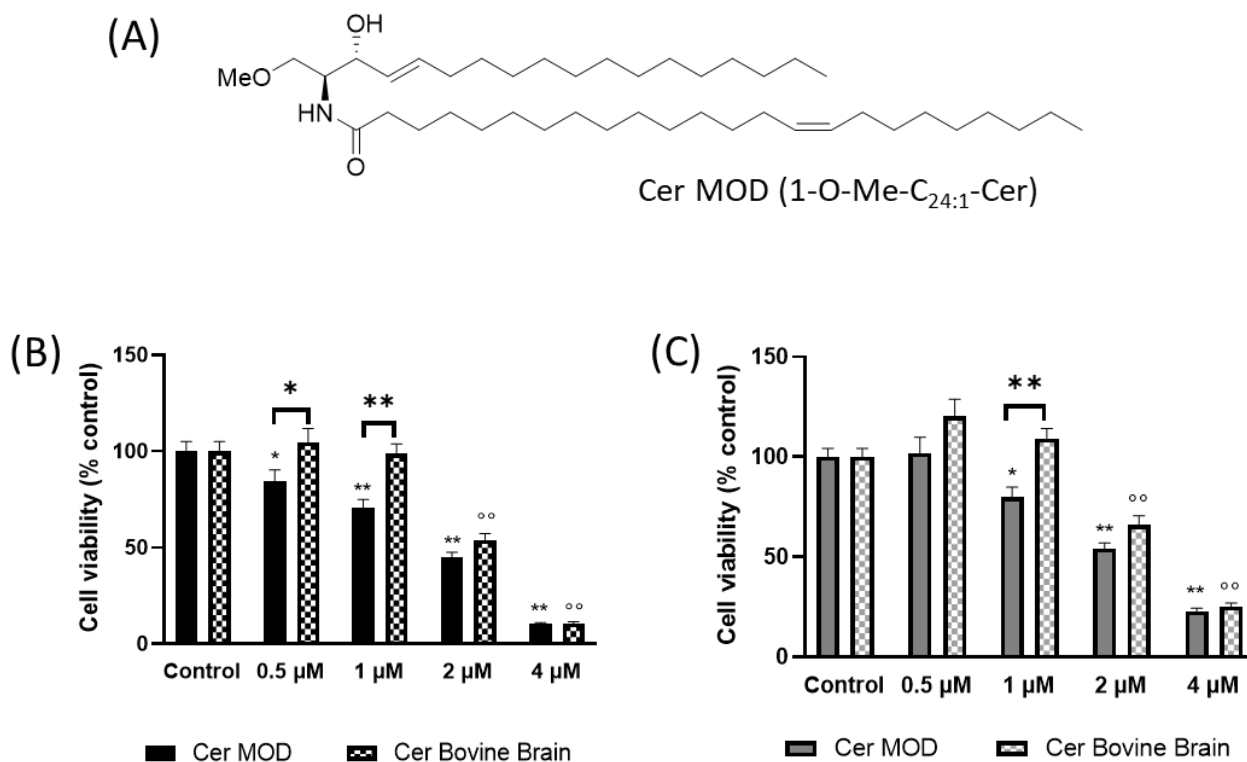 (A)
OH
MeO
HN
O
Cer MOD (1-O-Me-C24:1-Cer)
(B)
Cell viability (% control)
150
100
50
0
*
**
*
**
**
°°
**
°°
Control 0.5 µM 1 µM 2 µM 4 µM
Cer MOD Cer Bovine Brain
(C)
Cell viability (% control)
150
100
50
0
**
*
**
°°
**
°°
Control 0.5 µM 1 µM 2 µM 4 µM
Cer MOD Cer Bovine Brain